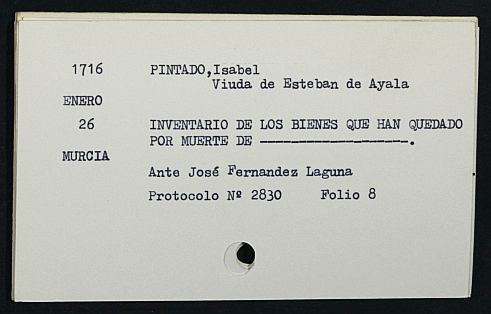 1716 PINTADO,Isabel
Viuda de Esteban de Ayala
ENERO
26 INVENTARIO DE LOS BIENES QUE HAN QUEDADO
POR MUERTE DE -------------------.
MURCIA
Ante José Fernandez Laguna
Protocolo Nº 2830 Folio 8